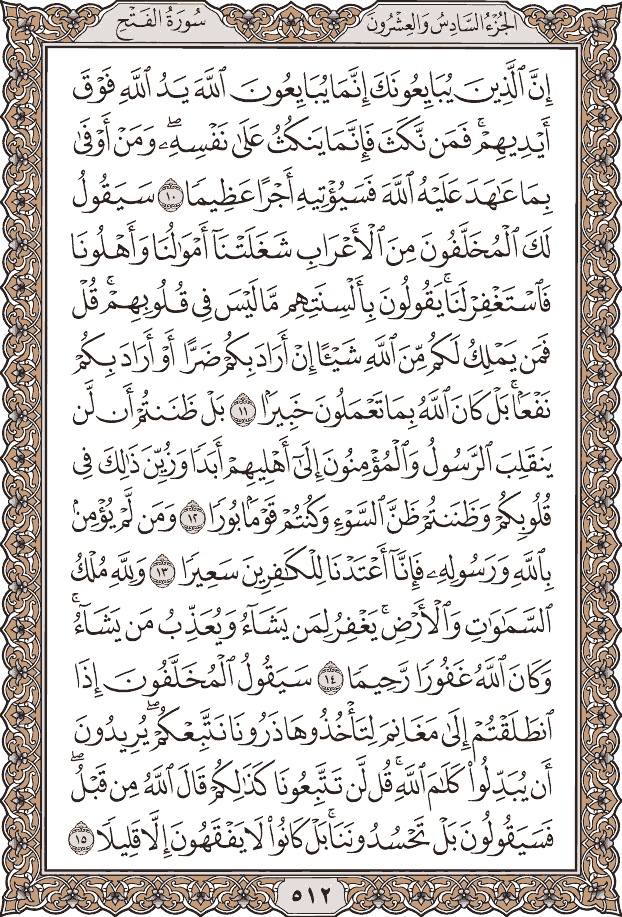 الجُزْءُ السَّادِسُ وَالعِشْرُونَ
سُورَةُ الفَتْحِ
إِنَّ ٱلَّذِينَ يُبَايِعُونَكَ إِنَّمَا يُبَايِعُونَ ٱللَّهَ يَدُ ٱللَّهِ فَوْقَ
أَيْدِيهِمْۚ فَمَن نَّكَثَ فَإِنَّمَا يَنكُثُ عَلَىٰ نَفْسِهِۦۖ وَمَنْ أَوْفَىٰ
بِمَا عَٰهَدَ عَلَيْهُ ٱللَّهَ فَسَيُؤْتِيهِ أَجْرًا عَظِيمًا ١٠ سَيَقُولُ
لَكَ ٱلْمُخَلَّفُونَ مِنَ ٱلْأَعْرَابِ شَغَلَتْنَآ أَمْوَٰلُنَا وَأَهْلُونَا
فَٱسْتَغْفِرْ لَنَاۚ يَقُولُونَ بِأَلْسِنَتِهِم مَّا لَيْسَ فِى قُلُوبِهِمْۚ قُلْ
فَمَن يَمْلِكُ لَكُم مِّنَ ٱللَّهِ شَيْـًٔا إِنْ أَرَادَ بِكُمْ ضَرًّا أَوْ أَرَادَ بِكُمْ
نَفْعًۢاۚ بَلْ كَانَ ٱللَّهُ بِمَا تَعْمَلُونَ خَبِيرًۢا ١١ بَلْ ظَنَنتُمْ أَن لَّن
يَنقَلِبَ ٱلرَّسُولُ وَٱلْمُؤْمِنُونَ إِلَىٰٓ أَهْلِيهِمْ أَبَدًا وَزُيِّنَ ذَٰلِكَ فِى
قُلُوبِكُمْ وَظَنَنتُمْ ظَنَّ ٱلسَّوْءِ وَكُنتُمْ قَوْمًۢا بُورًا ١٢ وَمَن لَّمْ يُؤْمِنۢ
بِٱللَّهِ وَرَسُولِهِۦ فَإِنَّآ أَعْتَدْنَا لِلْكَٰفِرِينَ سَعِيرًا ١٣ وَلِلَّهِ مُلْكُ
ٱلسَّمَٰوَٰتِ وَٱلْأَرْضِۚ يَغْفِرُ لِمَن يَشَآءُ وَيُعَذِّبُ مَن يَشَآءُۚ
وَكَانَ ٱللَّهُ غَفُورًا رَّحِيمًا ١٤ سَيَقُولُ ٱلْمُخَلَّفُونَ إِذَا
ٱنطَلَقْتُمْ إِلَىٰ مَغَانِمَ لِتَأْخُذُوهَا ذَرُونَا نَتَّبِعْكُمْۖ يُرِيدُونَ
أَن يُبَدِّلُوا۟ كَلَٰمَ ٱللَّهِۚ قُل لَّن تَتَّبِعُونَا كَذَٰلِكُمْ قَالَ ٱللَّهُ مِن قَبْلُۖ
فَسَيَقُولُونَ بَلْ تَحْسُدُونَنَاۚ بَلْ كَانُوا۟ لَا يَفْقَهُونَ إِلَّا قَلِيلًا ١٥
٥١٢